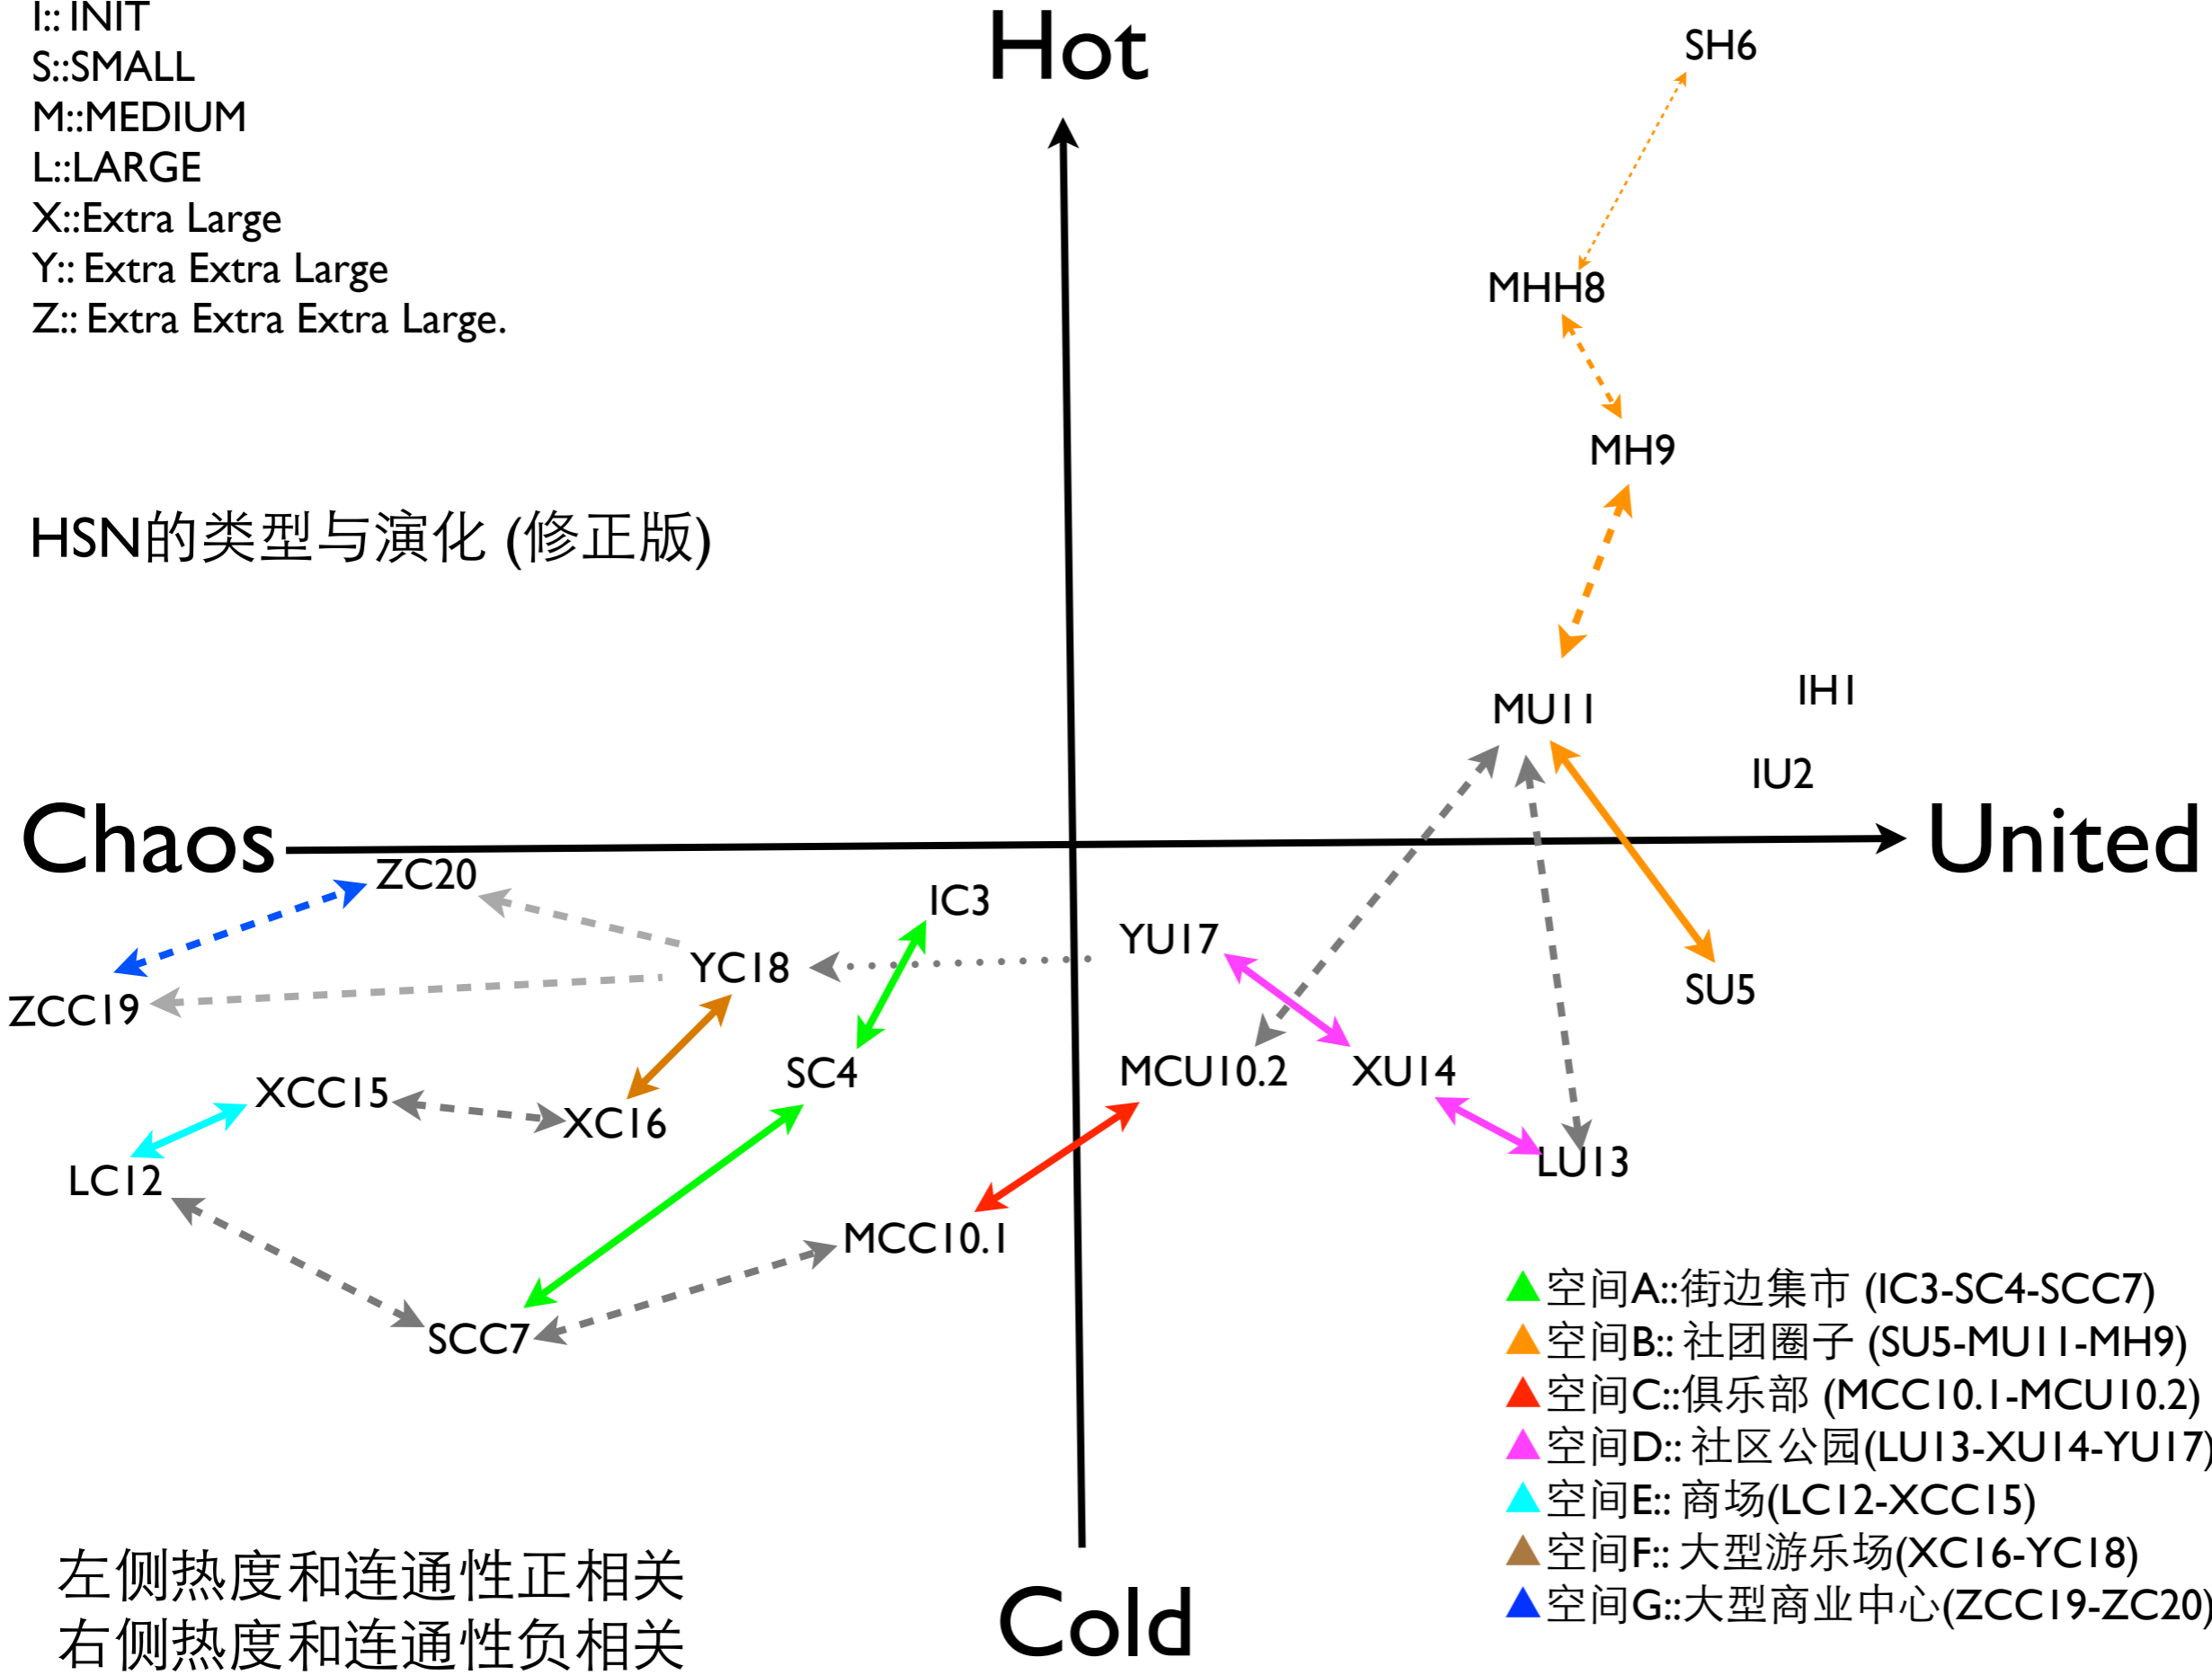 I:: INIT
S::SMALL
M::MEDIUM
L::LARGE
X::Extra Large
Y:: Extra Extra Large
Z:: Extra Extra Extra Large.
Hot
SH6
MHH8
MH9
HSN的类型与演化 (修正版)
MU11
IH1
IU2
Chaos
United
ZC20
IC3
YU17
YC18
SU5
ZCC19
SC4
MCU10.2
XU14
XCC15
XC16
LU13
LC12
MCC10.1
SCC7
空间A::街边集市 (IC3-SC4-SCC7)
空间B:: 社团圈子 (SU5-MU11-MH9)
空间C::俱乐部 (MCC10.1-MCU10.2)
空间D:: 社区公园(LU13-XU14-YU17)
空间E:: 商场(LC12-XCC15)
空间F:: 大型游乐场(XC16-YC18)
空间G::大型商业中心(ZCC19-ZC20)
左侧热度和连通性正相关
右侧热度和连通性负相关
Cold